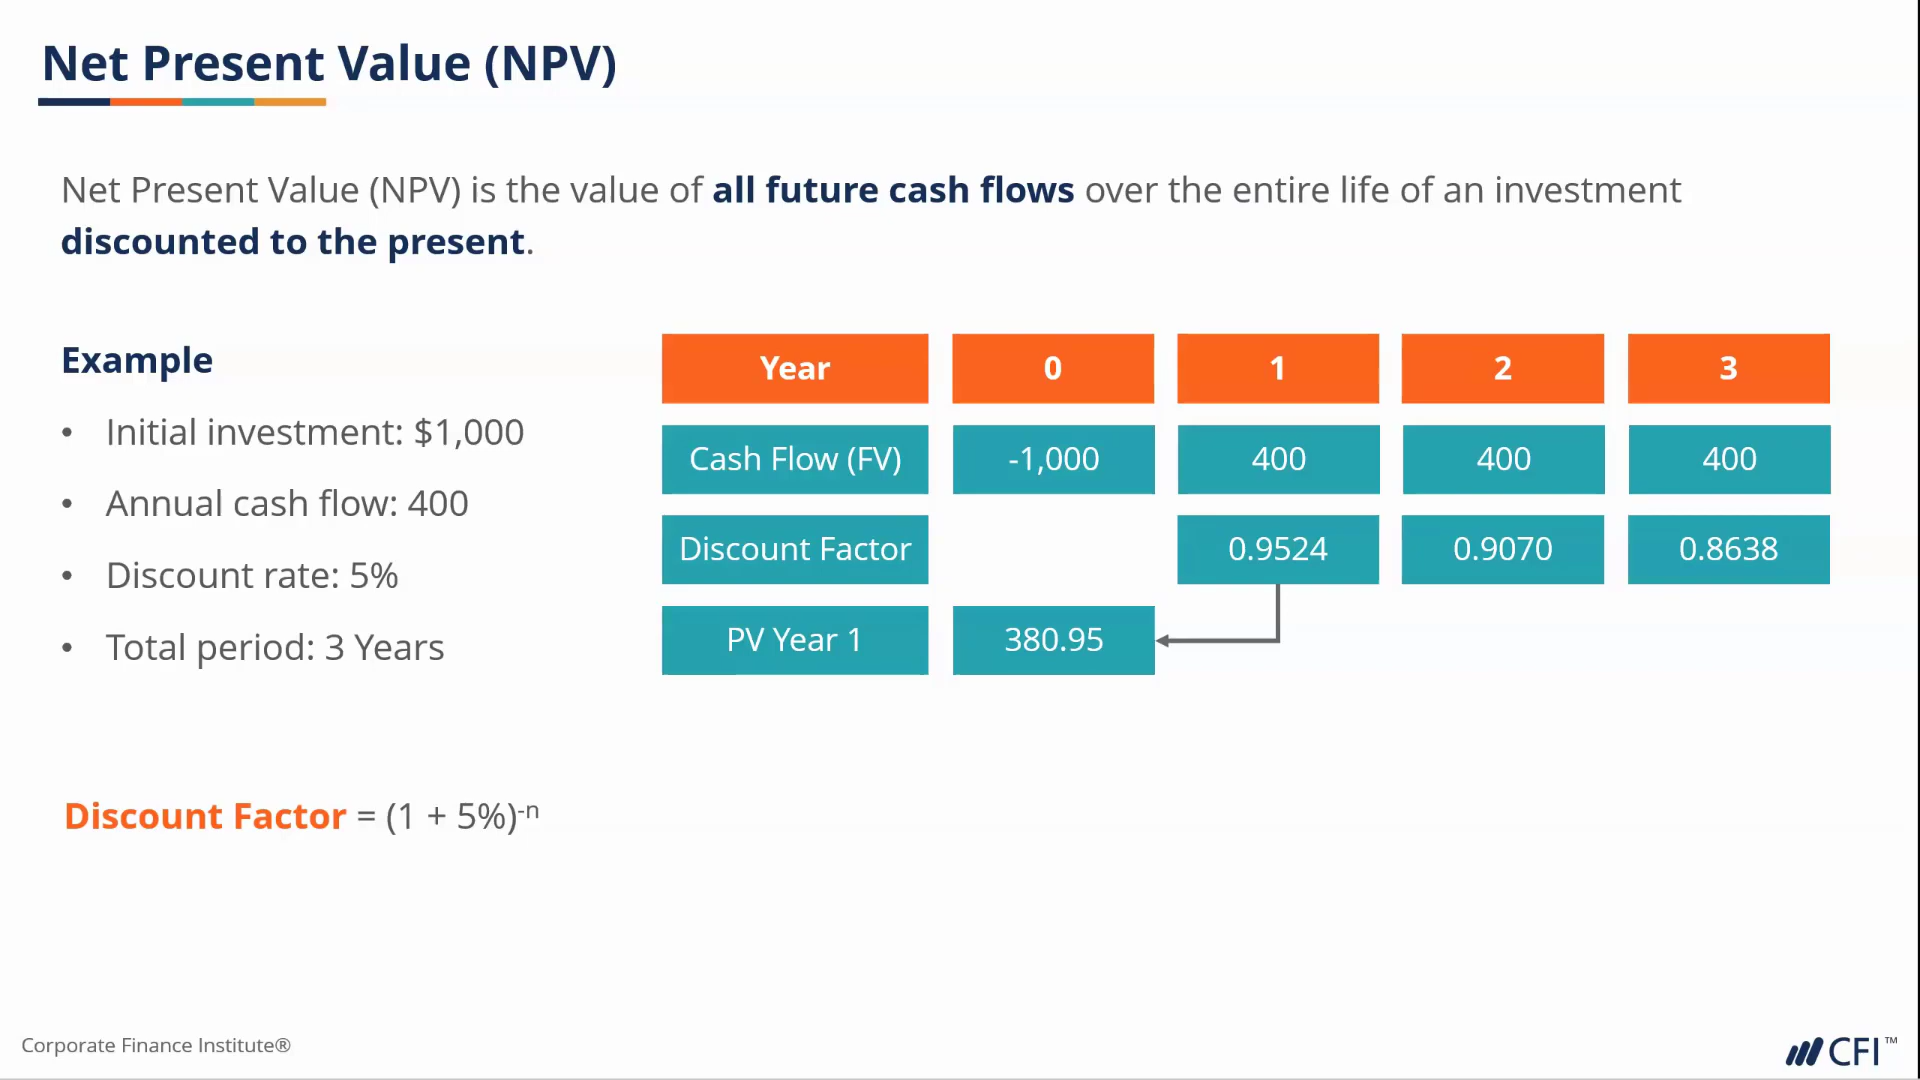 Net Present Value (NPV)
Net Present Value (NPV) is the value of all future cash flows over the entire life of an investment
discounted to the present.
Example
• Initial investment: $1,000
• Annual cash flow: 400
• Discount rate: 5%
• Total period: 3 Years
Year 0 1 2 3
Cash Flow (FV) -1,000 400 400 400
Discount Factor 0.9524 0.9070 0.8638
PV Year 1 380.95
Discount Factor = (1 + 5%)⁻ⁿ
Corporate Finance Institute®
CFI™